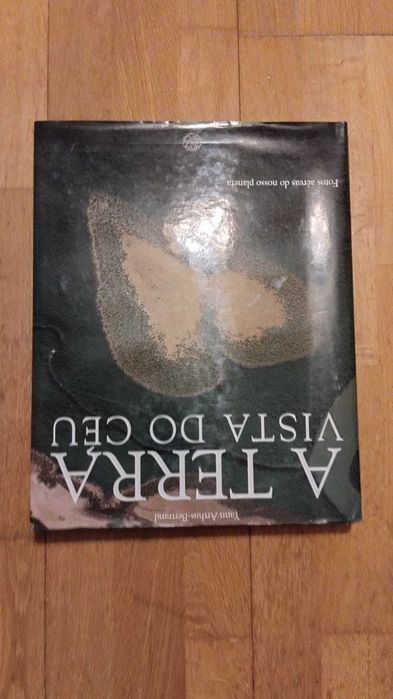 Yann Arthus-Bertrand
A TERRA
VISTA DO CÉU
Fotos aéreas do nosso planeta